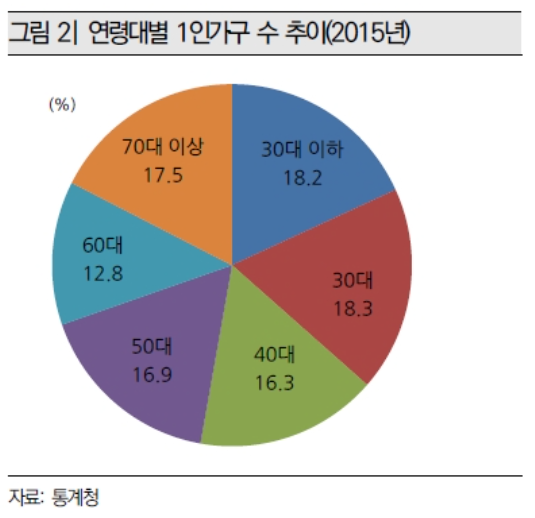 그림 2| 연령대별 1인가구 수 추이(2015년)
(%)
70대 이상
17.5
30대 이하
18.2
60대
12.8
30대
18.3
50대
16.9
40대
16.3
자료: 통계청